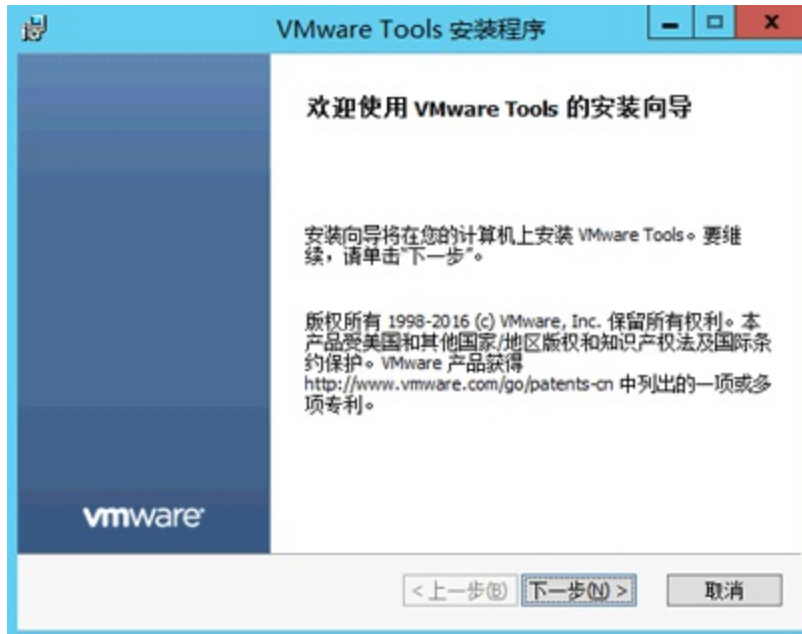 VMware Tools 安装程序
欢迎使用 VMware Tools 的安装向导
安装向导将在您的计算机上安装 VMware Tools。要继
续，请单击"下一步"。
版权所有 1998-2016 (c) VMware, Inc. 保留所有权利。本
产品受美国和其他国家/地区版权和知识产权法及国际条
约保护。VMware 产品获得
http://www.vmware.com/go/patents-cn 中列出的一项或多
项专利。
vmware
<上一步(B) 下一步(N) > 取消